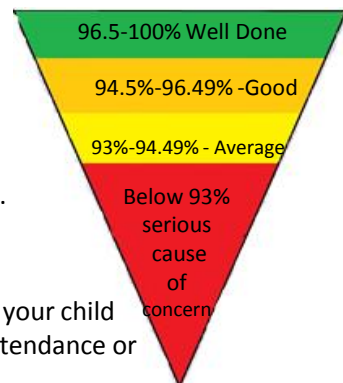 96.5-100% Well Done
94.5%-96.49% -Good
93%-94.49% - Average
.
Below 93%
serious
cause
of
your child concern
ttendance or